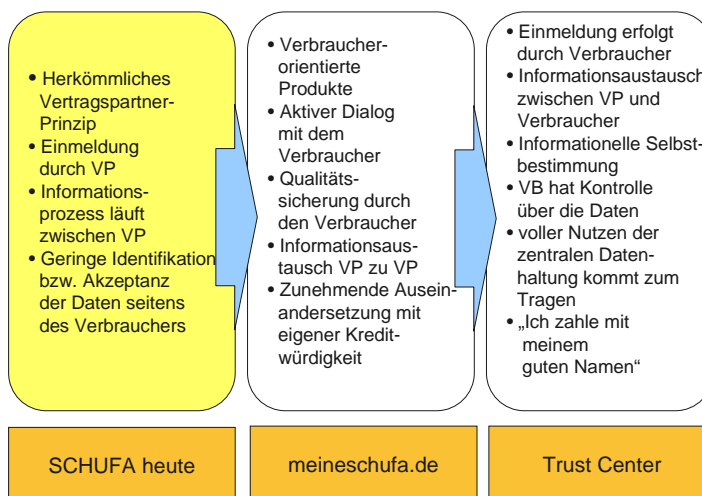 • Herkömmliches
Vertragspartner-
Prinzip
• Einmeldung
durch VP
• Informations-
prozess läuft
zwischen VP
• Geringe Identifikation
bzw. Akzeptanz
der Daten seitens
des Verbrauchers
• Verbraucher-
orientierte
Produkte
• Aktiver Dialog
mit dem
Verbraucher
• Qualitäts-
sicherung durch
den Verbraucher
• Informationsaus-
tausch VP zu VP
• Zunehmende Ausein-
andersetzung mit
eigener Kredit-
würdigkeit
• Einmeldung erfolgt
durch Verbraucher
• Informationsaustausch
zwischen VP und
Verbraucher
• Informationelle Selbst-
bestimmung
• VB hat Kontrolle
über die Daten
• voller Nutzen der
zentralen Daten-
haltung kommt zum
Tragen
• „Ich zahle mit
meinem
guten Namen“
SCHUFA heute
meineschufa.de
Trust Center